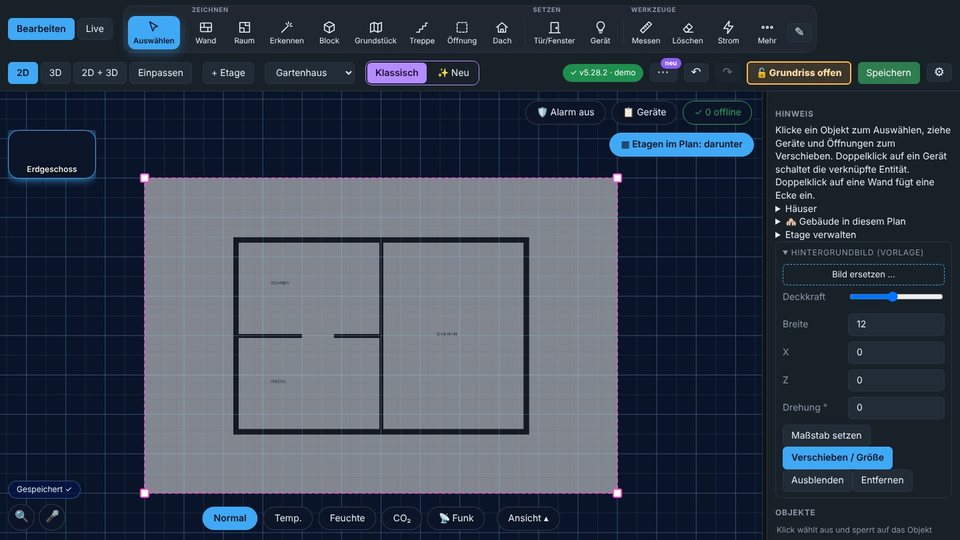 ZEICHNEN
SETZEN
WERKZEUGE
Bearbeiten
Live
Auswählen
Wand
Raum
Erkennen
Block
Grundstück
Treppe
Öffnung
Dach
Tür/Fenster
Gerät
Messen
Löschen
Strom
Mehr
2D
3D
2D + 3D
Einpassen
+ Etage
Gartenhaus
Klassisch
✨ Neu
✓ v5.28.2 · demo
neu
🔓 Grundriss offen
Speichern
🛡️ Alarm aus
📋 Geräte
✓ 0 offline
▦ Etagen im Plan: darunter
Erdgeschoss
HINWEIS
Klicke ein Objekt zum Auswählen, ziehe
Geräte und Öffnungen zum
Verschieben. Doppelklick auf ein Gerät
schaltet die verknüpfte Entität.
Doppelklick auf eine Wand fügt eine
Ecke ein.
▶ Häuser
▶ 🏘️ Gebäude in diesem Plan
▶ Etage verwalten
▼ HINTERGRUNDBILD (VORLAGE)
Bild ersetzen ...
Deckkraft
Breite
12
X
0
Z
0
Drehung °
0
Maßstab setzen
Verschieben / Größe
Ausblenden
Entfernen
OBJEKTE
Klick wählt aus und sperrt auf das Objekt
Gespeichert ✓
Normal
Temp.
Feuchte
CO₂
📡 Funk
Ansicht ▴